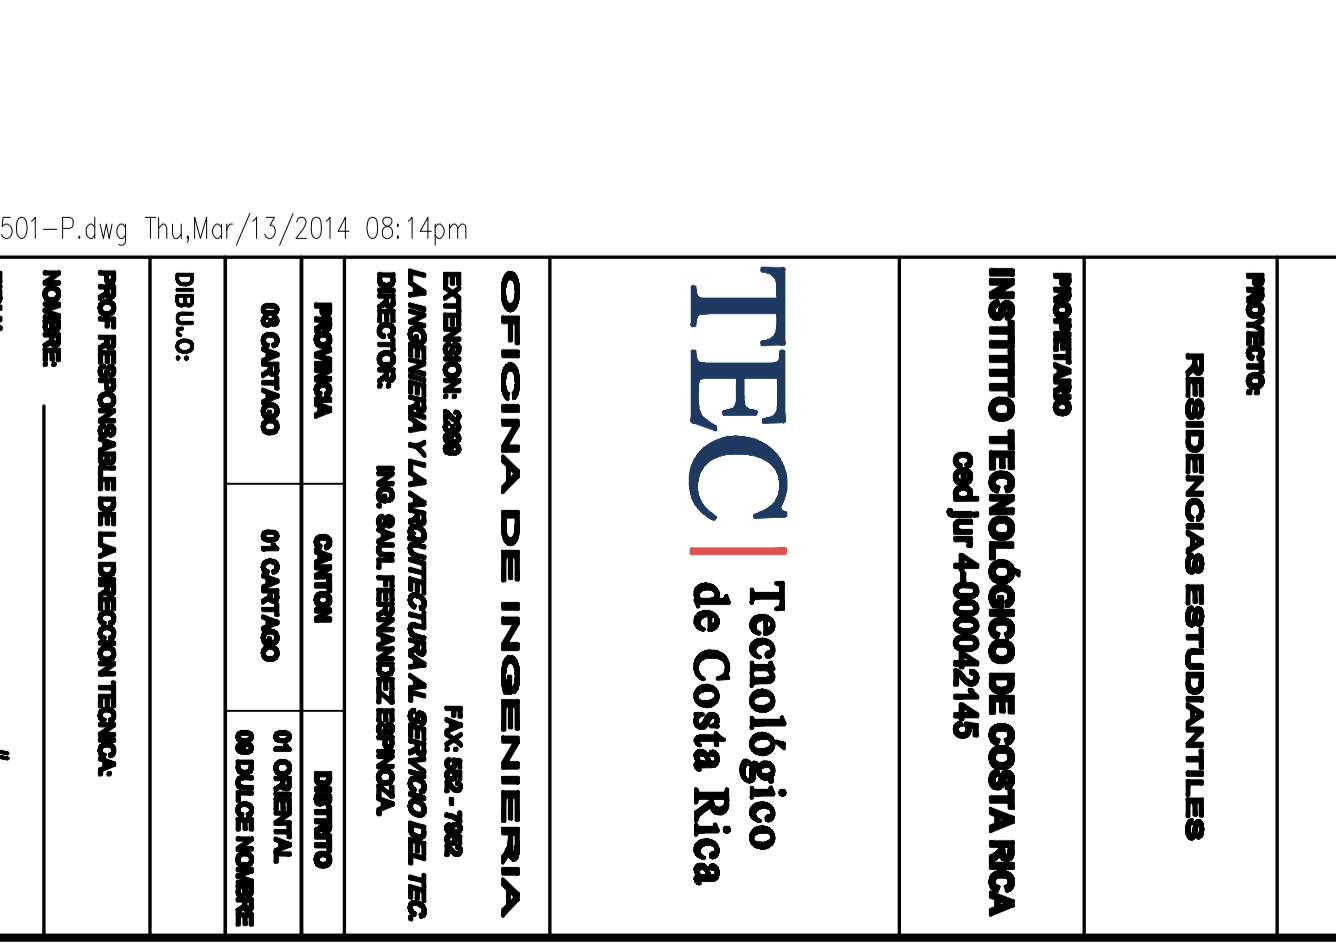 501-P.dwg Thu,Mar/13/2014 08:14pm
PROYECTO:
RESIDENCIAS ESTUDIANTILES
PROPIETARIO
INSTITITO TECNOLÓGICO DE COSTA RICA
ced jur 4-00042145
TEC | Tecnológico
de Costa Rica
OFICINA DE INGENIERIA
EXTENSION: 2399 FAX: 552 - 7952
LA INGENIERIA Y LA ARQUITECTURA AL SERVICIO DEL TEC.
DIRECTOR: ING. SAUL FERNANDEZ ESPINOZA.
PROVINCIA CANTON DISTRITO
03 CARTAGO 01 CARTAGO 01 ORIENTAL
09 DULCE NOMBRE
DIBUJO:
PROF RESPONSABLE DE LA DIRECCION TECNICA:
NOMBRE: